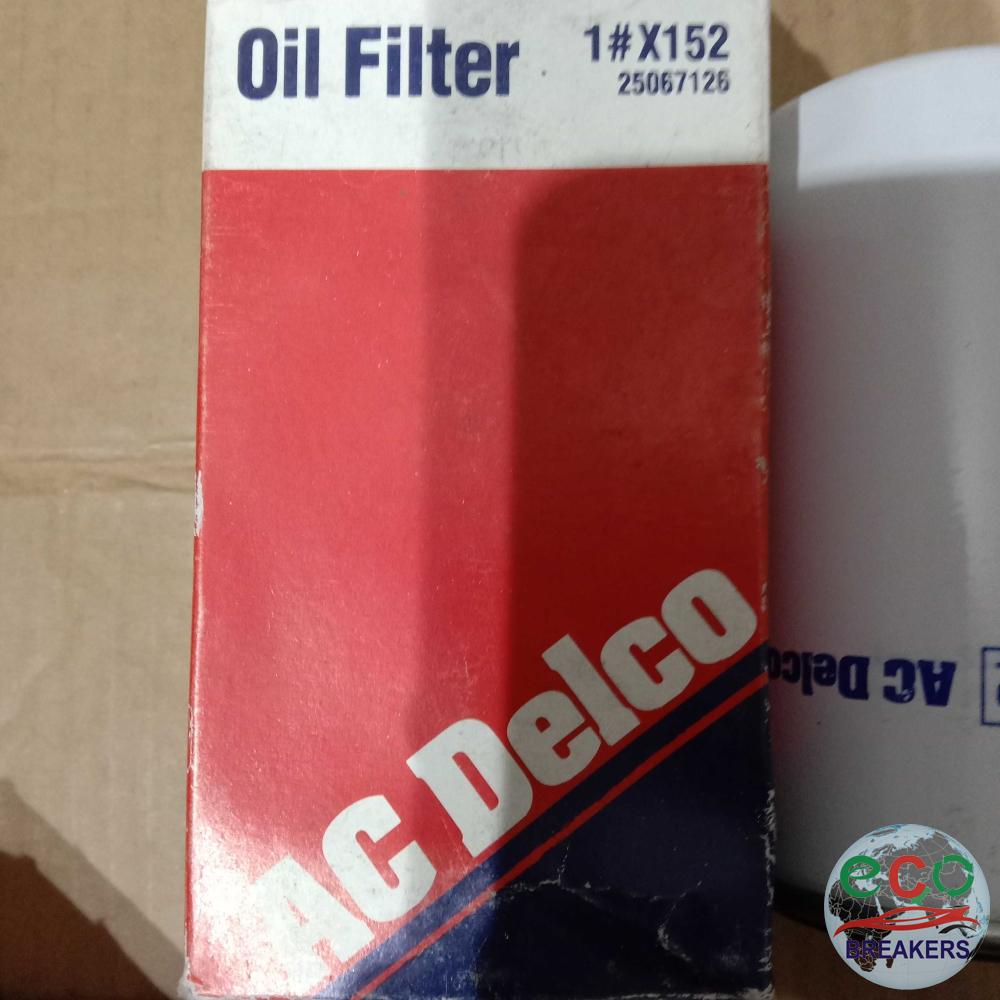 Oil Filter
1#X152
25067126
AC Delco
AC Delco
eco
BREAKERS